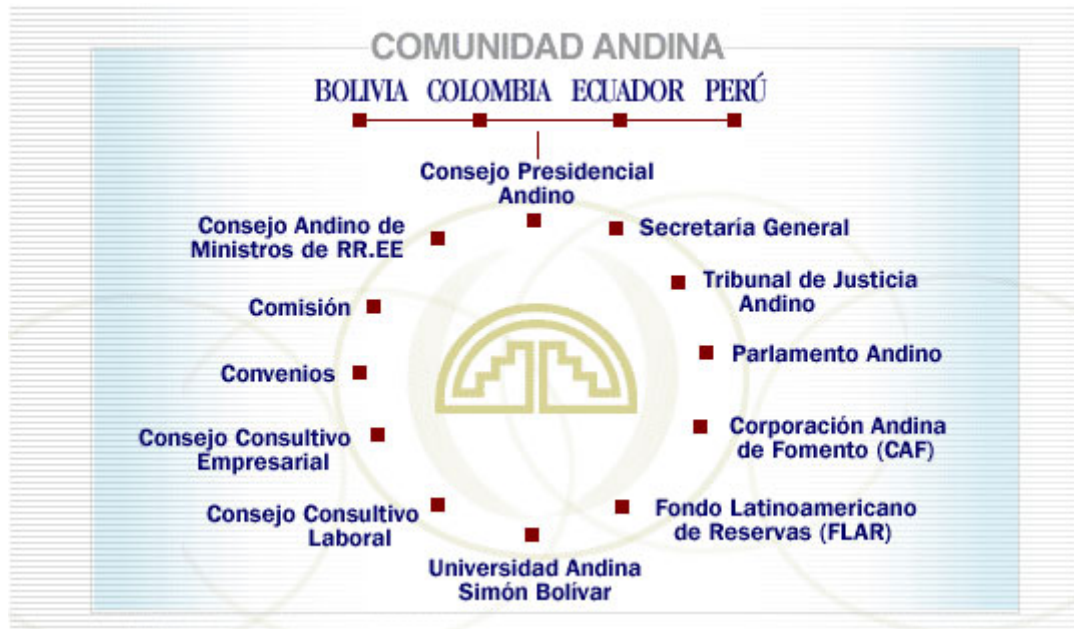 COMUNIDAD ANDINA
BOLIVIA COLOMBIA ECUADOR PERÚ
Consejo Presidencial
Andino
Consejo Andino de
Ministros de RR.EE
Secretaría General
Tribunal de Justicia
Andino
Comisión
Parlamento Andino
Convenios
Corporación Andina
de Fomento (CAF)
Consejo Consultivo
Empresarial
Fondo Latinoamericano
de Reservas (FLAR)
Consejo Consultivo
Laboral
Universidad Andina
Simón Bolívar